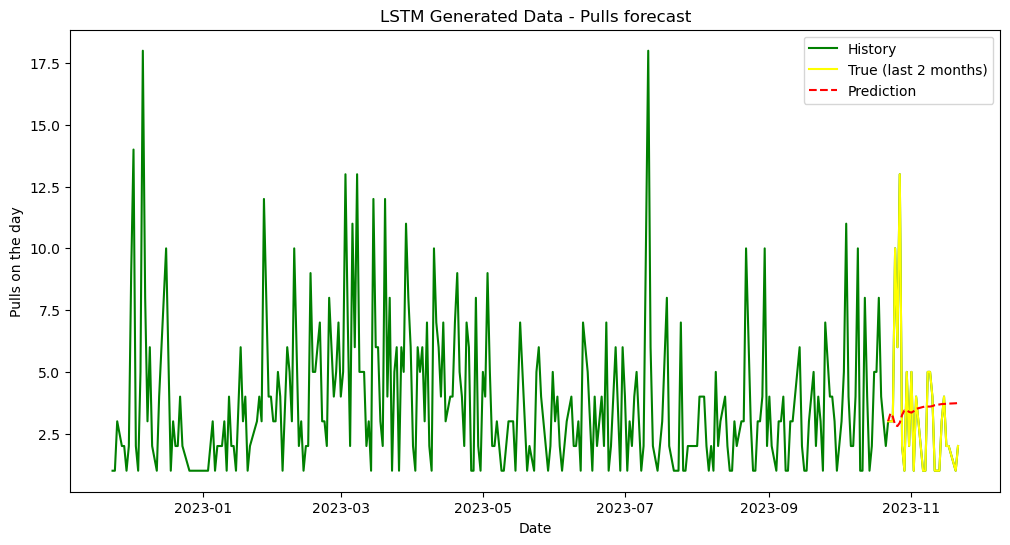 LSTM Generated Data - Pulls forecast
History
True (last 2 months)
Prediction
Pulls on the day
17.5
15.0
12.5
10.0
7.5
5.0
2.5
2023-01
2023-03
2023-05
2023-07
2023-09
2023-11
Date